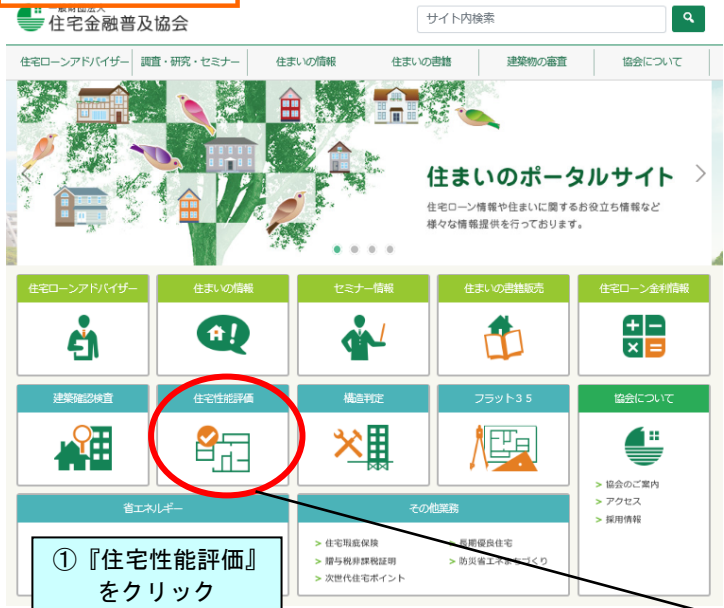 一般財団法人
住宅金融普及協会
サイト内検索
住宅ローンアドバイザー 調査・研究・セミナー 住まいの情報 住まいの書籍 建築物の審査 協会について
住まいのポータルサイト
住宅ローン情報や住まいに関するお役立ち情報など
様々な情報提供を行っております。
住宅ローンアドバイザー 住まいの情報 セミナー情報 住まいの書籍販売 住宅ローン金利情報
建築確認検査 住宅性能評価 構造判定 フラット35 協会について
> 協会のご案内
> アクセス
> 採用情報
省エネルギー その他業務
> 住宅瑕疵保険 > 長期優良住宅
> 贈与税非課税証明 > 防災省エネまちづくり
> 次世代住宅ポイント
①『住宅性能評価』
をクリック